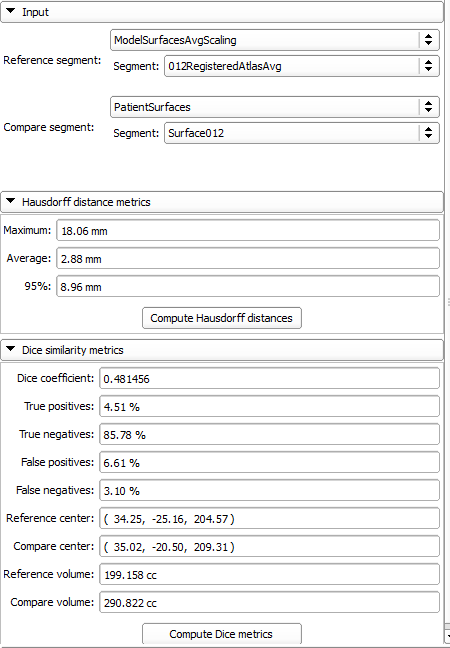 Input
ModelSurfacesAvgScaling
Reference segment:
Segment: 012RegisteredAtlasAvg
PatientSurfaces
Compare segment:
Segment: Surface012
Hausdorff distance metrics
Maximum: 18.06 mm
Average: 2.88 mm
95%: 8.96 mm
Compute Hausdorff distances
Dice similarity metrics
Dice coefficient: 0.481456
True positives: 4.51 %
True negatives: 85.78 %
False positives: 6.61 %
False negatives: 3.10 %
Reference center: ( 34.25, -25.16, 204.57 )
Compare center: ( 35.02, -20.50, 209.31 )
Reference volume: 199.158 cc
Compare volume: 290.822 cc
Compute Dice metrics